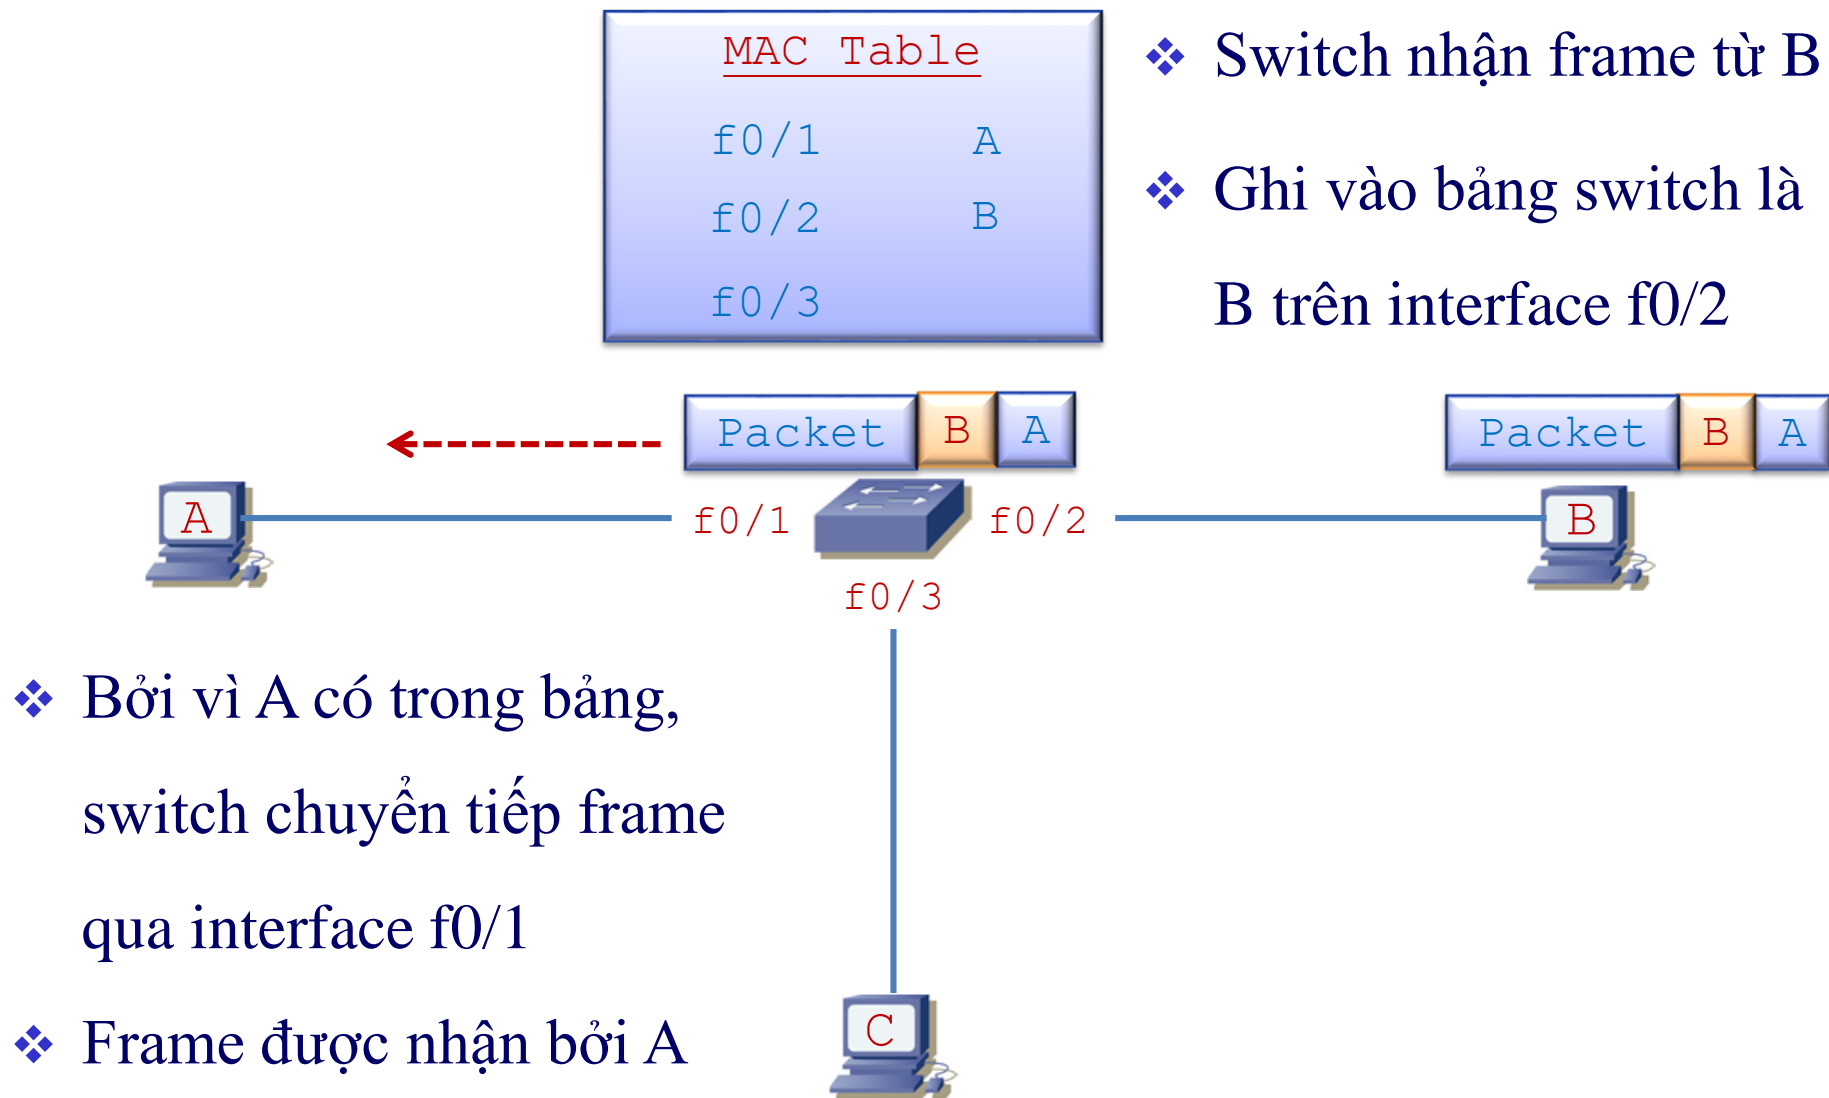 MAC Table
f0/1 A
f0/2 B
f0/3
❖ Switch nhận frame từ B
❖ Ghi vào bảng switch là
B trên interface f0/2
Packet B A
Packet B A
A
f0/1
f0/2
B
f0/3
❖ Bởi vì A có trong bảng,
switch chuyển tiếp frame
qua interface f0/1
❖ Frame được nhận bởi A
C